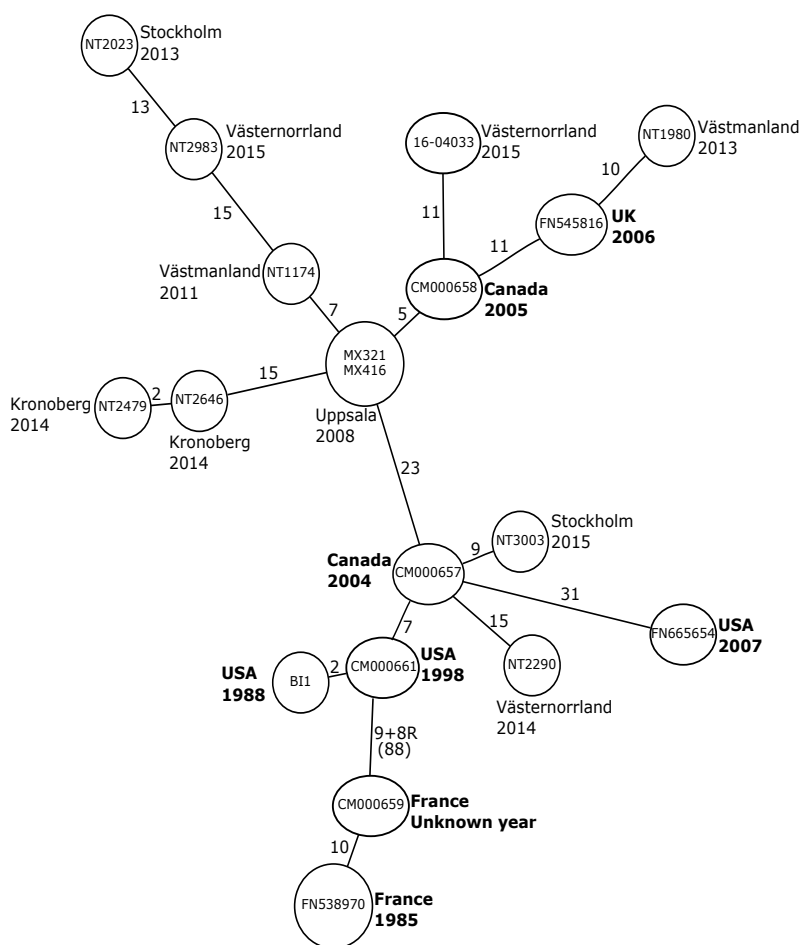 NT2023
Stockholm
2013
13
NT2983
Västernorrland
2015
15
16-04033
Västernorrland
2015
NT1980
Västmanland
2013
10
11
FN545816
UK
2006
11
Västmanland
2011
NT1174
7
CM000658
Canada
2005
5
MX321
MX416
Uppsala
2008
15
Kronoberg
2014
NT2479
2
NT2646
Kronoberg
2014
23
Canada
2004
CM000657
9
NT3003
Stockholm
2015
31
FN665654
USA
2007
15
NT2290
Västernorrland
2014
7
USA
1988
BI1
2
CM000661
USA
1998
9+8R
(88)
CM000659
France
Unknown year
10
FN538970
France
1985